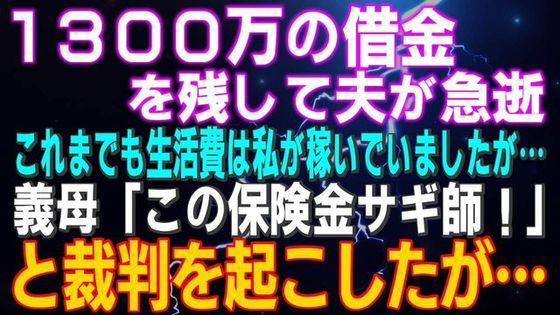 １３００万の借金
を残して夫が急逝
これまでも生活費は私が稼いでいましたが…
義母「この保険金サギ師！」
と裁判を起こしたが…